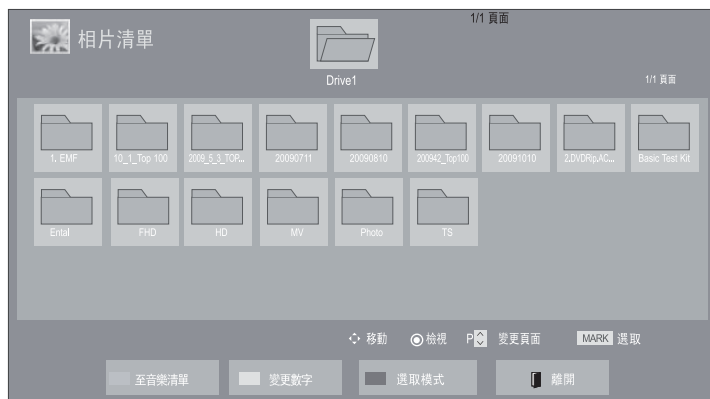 1/1 頁面
相片清單
Drive1
1/1 頁面
1. EMF
10_1_Top 100
2009_5_3_TOP...
20090711
20090810
200942_Top100
20091010
2.DVDRip.AC...
Basic Test Kit
Ental
FHD
HD
MV
Photo
TS
移動 檢視 P 變更頁面 MARK 選取
至音樂清單 變更數字 選取模式 離開